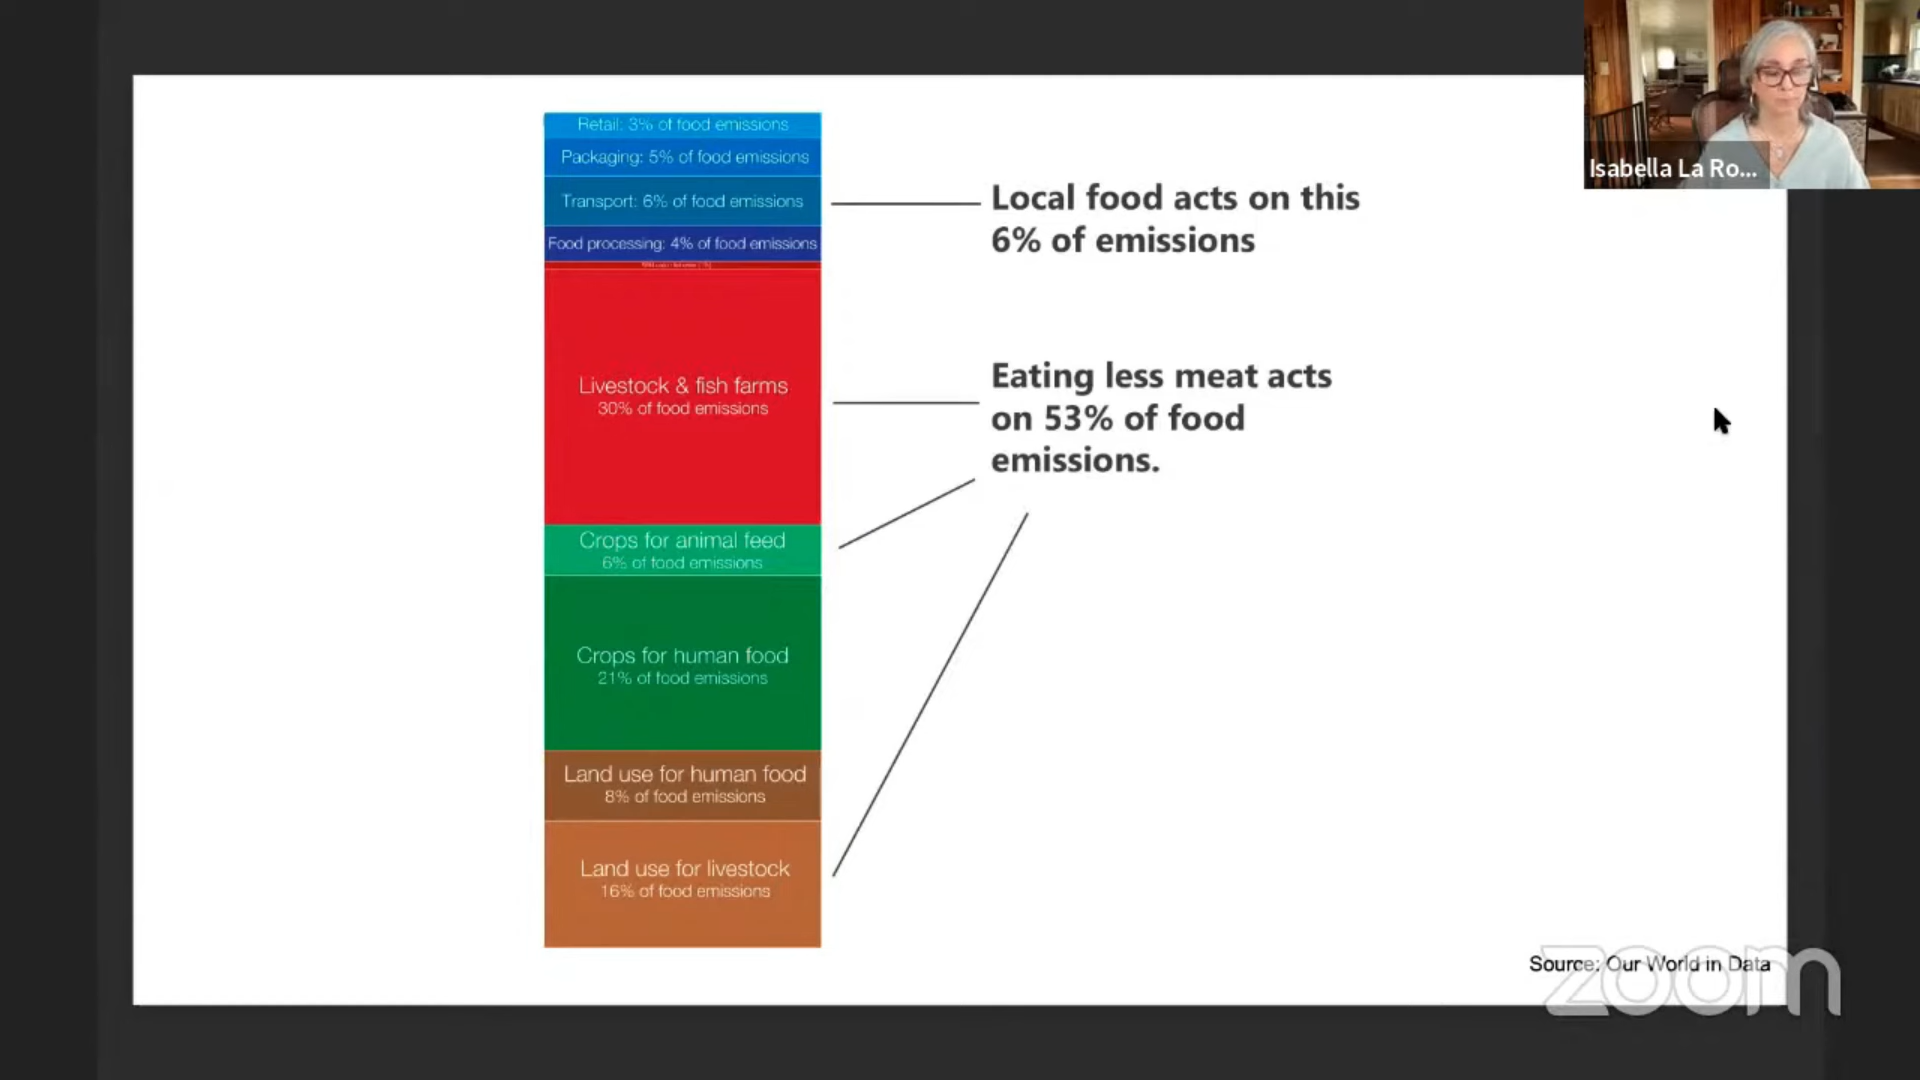 Retail: 3% of food emissions
Packaging: 5% of food emissions
Transport: 6% of food emissions
Food processing: 4% of food emissions
Livestock & fish farms
30% of food emissions
Crops for animal feed
6% of food emissions
Crops for human food
21% of food emissions
Land use for human food
8% of food emissions
Land use for livestock
16% of food emissions
Local food acts on this
6% of emissions
Eating less meat acts
on 53% of food
emissions.
Isabella La Ro...
Source: Our World in Data
zoom